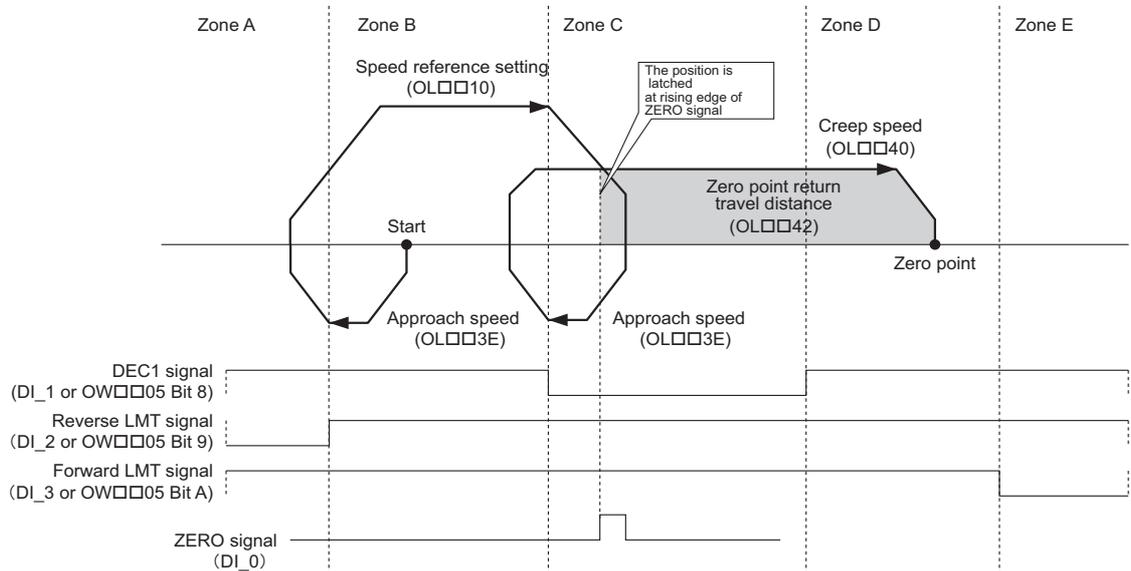 Zone A
Zone B
Zone C
Zone D
Zone E
Speed reference setting
(OL□□10)
The position is
latched
at rising edge of
ZERO signal
Creep speed
(OL□□40)
Zero point return
travel distance
(OL□□42)
Start
Zero point
Approach speed
(OL□□3E)
Approach speed
(OL□□3E)
DEC1 signal
(DI_1 or OW□□05 Bit 8)
Reverse LMT signal
（DI_2 or OW□□05 Bit 9)
Forward LMT signal
（DI_3 or OW□□05 Bit A)
ZERO signal
（DI_0）